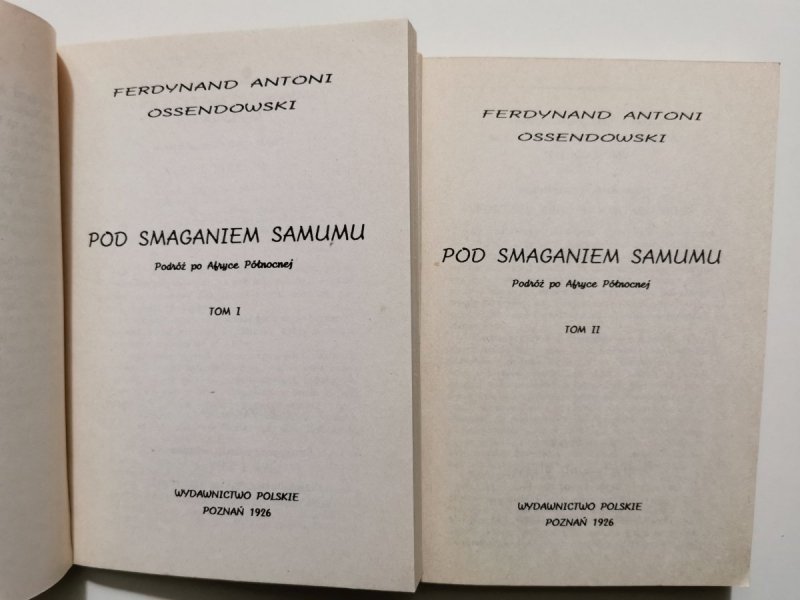 FERDYNAND ANTONI
OSSENDOWSKI
POD SMAGANIEM SAMUMU
Podróż po Afryce Północnej
TOM I
WYDAWNICTWO POLSKIE
POZNAŃ 1926
FERDYNAND ANTONI
OSSENDOWSKI
POD SMAGANIEM SAMUMU
Podróż po Afryce Północnej
TOM II
WYDAWNICTWO POLSKIE
POZNAŃ 1926